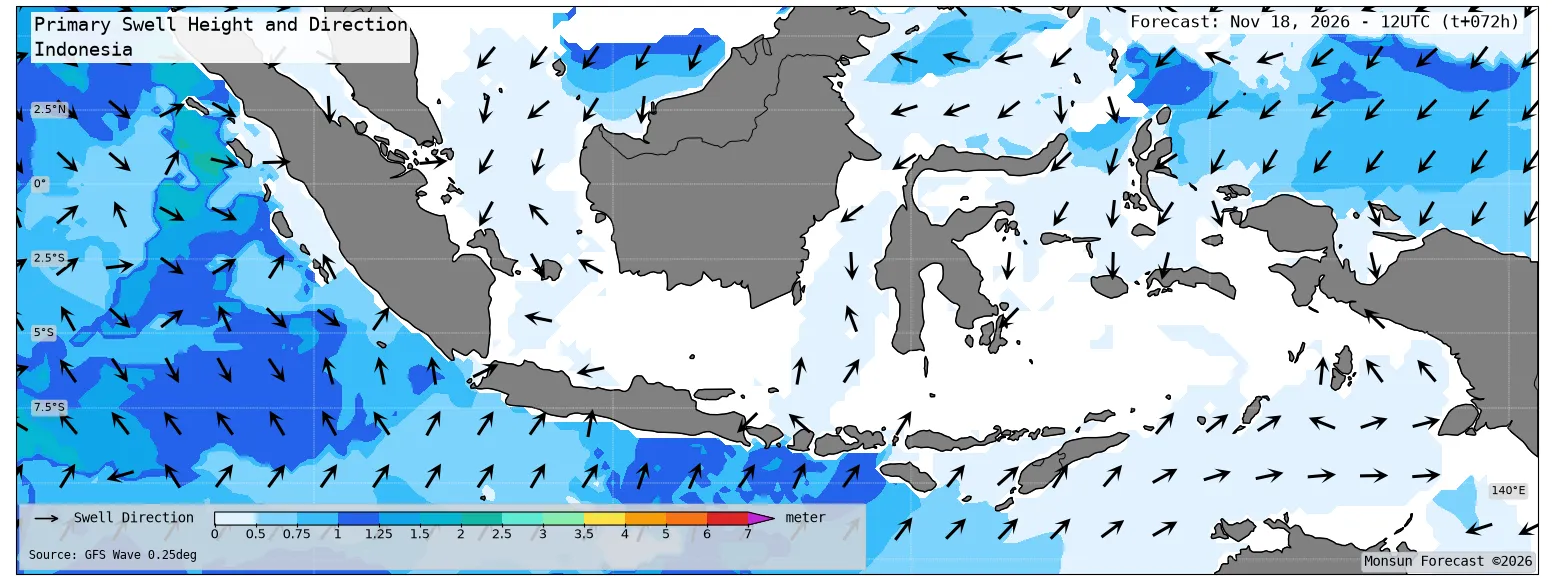 Primary Swell Height and Direction
Indonesia
Forecast: Nov 18, 2026 - 12UTC (t+072h)
2.5°N
0°
2.5°S
5°S
7.5°S
140°E
Swell Direction
0 0.5 0.75 1 1.25 1.5 2 2.5 3 3.5 4 5 6 7
meter
Source: GFS Wave 0.25deg
Monsun Forecast ©2026